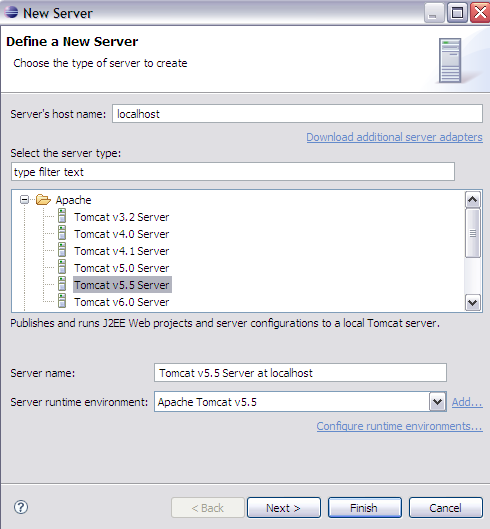 New Server
Define a New Server
Choose the type of server to create
Server's host name: localhost
Download additional server adapters
Select the server type:
type filter text
Apache
Tomcat v3.2 Server
Tomcat v4.0 Server
Tomcat v4.1 Server
Tomcat v5.0 Server
Tomcat v5.5 Server
Tomcat v6.0 Server
Publishes and runs J2EE Web projects and server configurations to a local Tomcat server.
Server name: Tomcat v5.5 Server at localhost
Server runtime environment: Apache Tomcat v5.5 Add...
Configure runtime environments...
? < Back Next > Finish Cancel